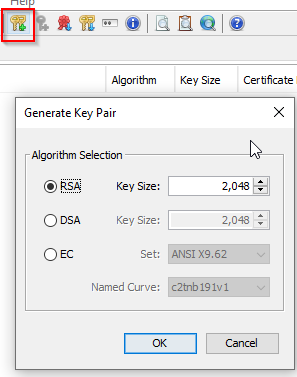 Help
Algorithm Key Size Certificate
Generate Key Pair
Algorithm Selection
RSA Key Size: 2,048
DSA Key Size: 2,048
EC Set: ANSI X9.62
Named Curve: c2tnb191v1
OK Cancel